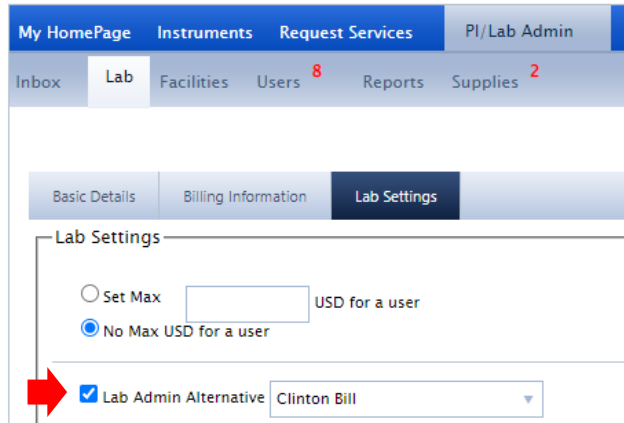 My HomePage Instruments Request Services PI/Lab Admin
Inbox Lab Facilities Users 8 Reports Supplies 2
Basic Details Billing Information Lab Settings
Lab Settings
Set Max USD for a user
No Max USD for a user
Lab Admin Alternative Clinton Bill